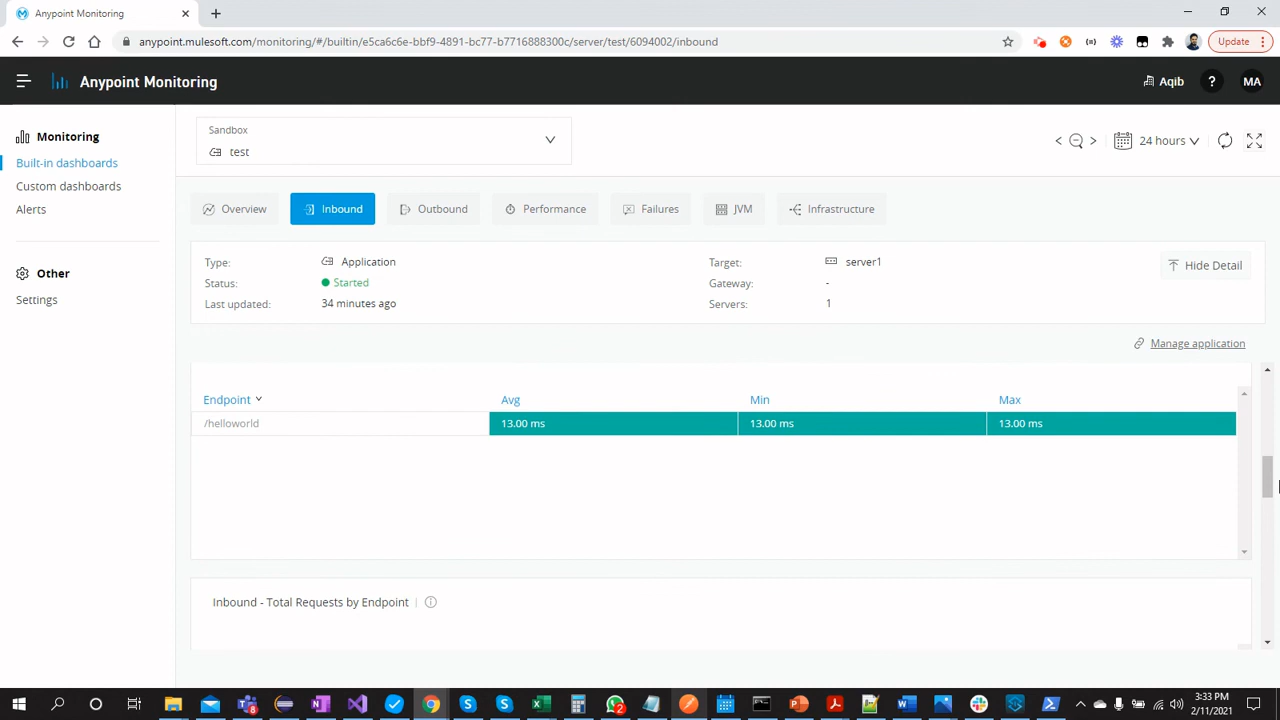 Anypoint Monitoring
anypoint.mulesoft.com/monitoring/#/builtin/e5ca6c6e-bbf9-4891-bc77-b7716888300c/server/test/6094002/inbound
Update
Anypoint Monitoring
Aqib
?
MA
Monitoring
Built-in dashboards
Custom dashboards
Alerts
Other
Settings
Sandbox
test
24 hours
Overview
Inbound
Outbound
Performance
Failures
JVM
Infrastructure
Type: Application
Status: Started
Last updated: 34 minutes ago
Target: server1
Gateway: -
Servers: 1
Hide Detail
Manage application
Endpoint Avg Min Max
/helloworld 13.00 ms 13.00 ms 13.00 ms
Inbound - Total Requests by Endpoint
3:33 PM
2/11/2021